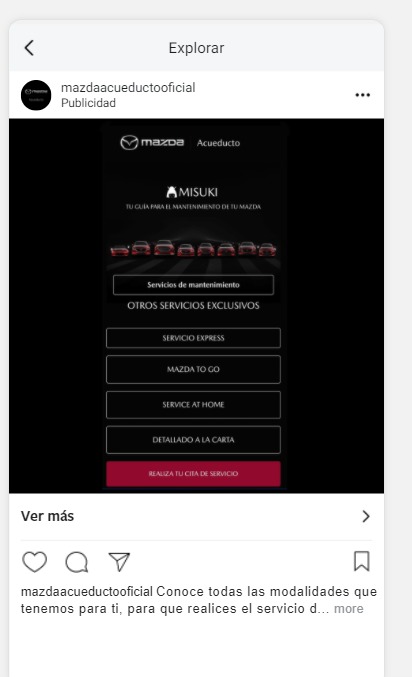 Explorar
mazdaacueductooficial
Publicidad
mazda Acueducto
MISUKI
TU GUÍA PARA EL MANTENIMIENTO DE TU MAZDA
Servicios de mantenimiento
OTROS SERVICIOS EXCLUSIVOS
SERVICIO EXPRESS
MAZDA TO GO
SERVICE AT HOME
DETALLADO A LA CARTA
REALIZA TU CITA DE SERVICIO
Ver más
mazdaacueductooficial Conoce todas las modalidades que
tenemos para ti, para que realices el servicio d... more